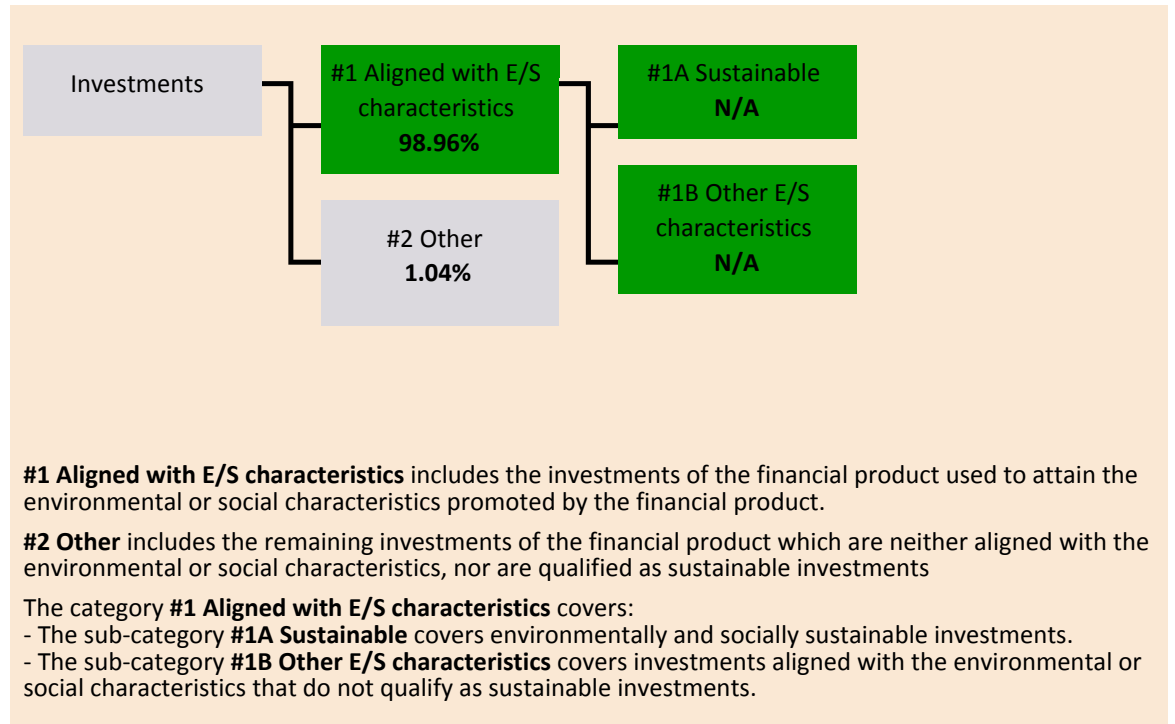 Investments
#1 Aligned with E/S
characteristics
98.96%
#1A Sustainable
N/A
#2 Other
1.04%
#1B Other E/S
characteristics
N/A
#1 Aligned with E/S characteristics includes the investments of the financial product used to attain the
environmental or social characteristics promoted by the financial product.
#2 Other includes the remaining investments of the financial product which are neither aligned with the
environmental or social characteristics, nor are qualified as sustainable investments
The category #1 Aligned with E/S characteristics covers:
- The sub-category #1A Sustainable covers environmentally and socially sustainable investments.
- The sub-category #1B Other E/S characteristics covers investments aligned with the environmental or
social characteristics that do not qualify as sustainable investments.